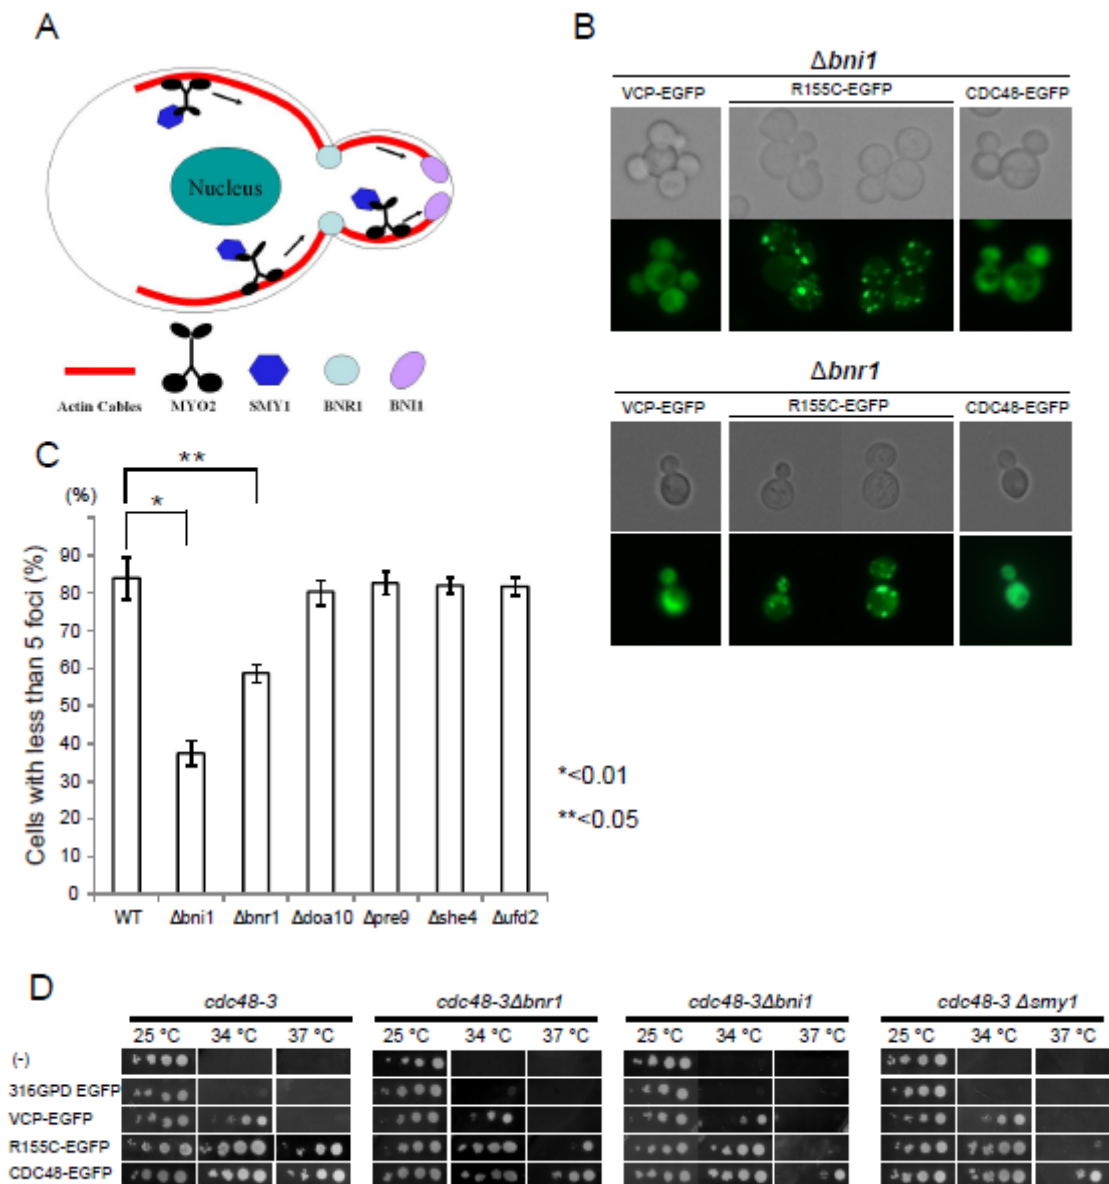 A
Nucleus
Actin Cables MYO2 SMY1 BNR1 BNI1
B
Δbni1
VCP-EGFP R155C-EGFP CDC48-EGFP
Δbnr1
VCP-EGFP R155C-EGFP CDC48-EGFP
C
(%)
**
*
Cells with less than 5 foci (%)
90
80
70
60
50
40
30
20
10
0
WT Δbni1 Δbnr1 Δdoa10 Δpre9 Δshe4 Δufd2
*<0.01
**<0.05
D
cdc48-3 cdc48-3Δbnr1 cdc48-3Δbni1 cdc48-3 Δsmy1
25 °C 34 °C 37 °C 25 °C 34 °C 37 °C 25 °C 34 °C 37 °C 25 °C 34 °C 37 °C
(-)
316GPD EGFP
VCP-EGFP
R155C-EGFP
CDC48-EGFP